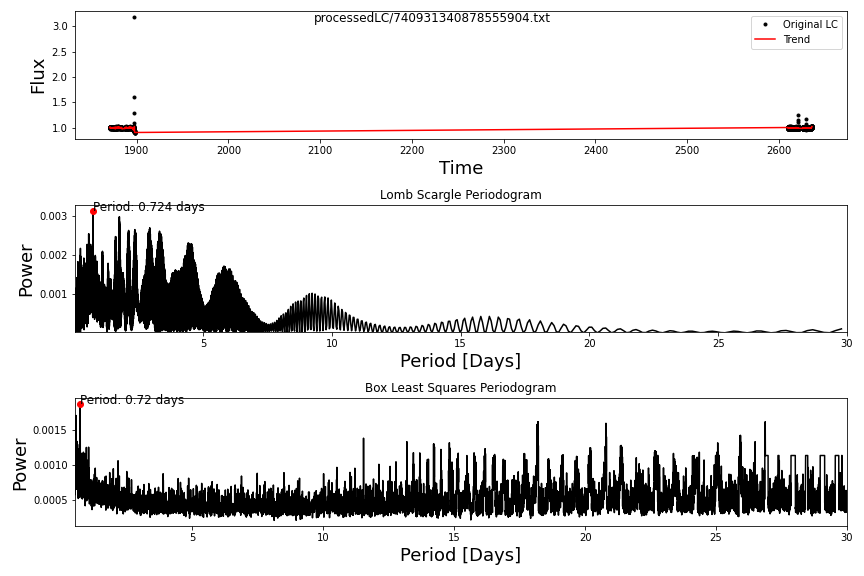 processedLC/740931340878555904.txt
Original LC
Trend
Flux
3.0
2.5
2.0
1.5
1.0
1900 2000 2100 2200 2300 2400 2500 2600
Time
Lomb Scargle Periodogram
Period: 0.724 days
Power
0.003
0.002
0.001
5 10 15 20 25 30
Period [Days]
Box Least Squares Periodogram
Period: 0.72 days
Power
0.0015
0.0010
0.0005
5 10 15 20 25 30
Period [Days]